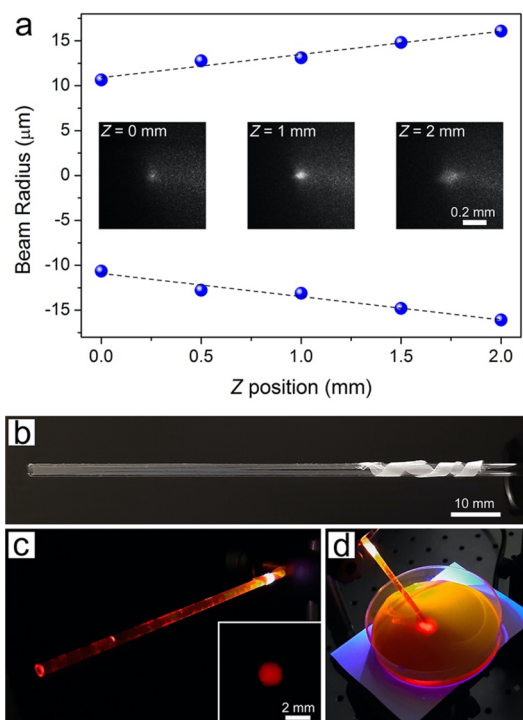 a
15
10
5
0
-5
-10
-15
Beam Radius (μm)
Z = 0 mm
Z = 1 mm
Z = 2 mm
0.2 mm
0.0
0.5
1.0
1.5
2.0
Z position (mm)
b
10 mm
c
2 mm
d